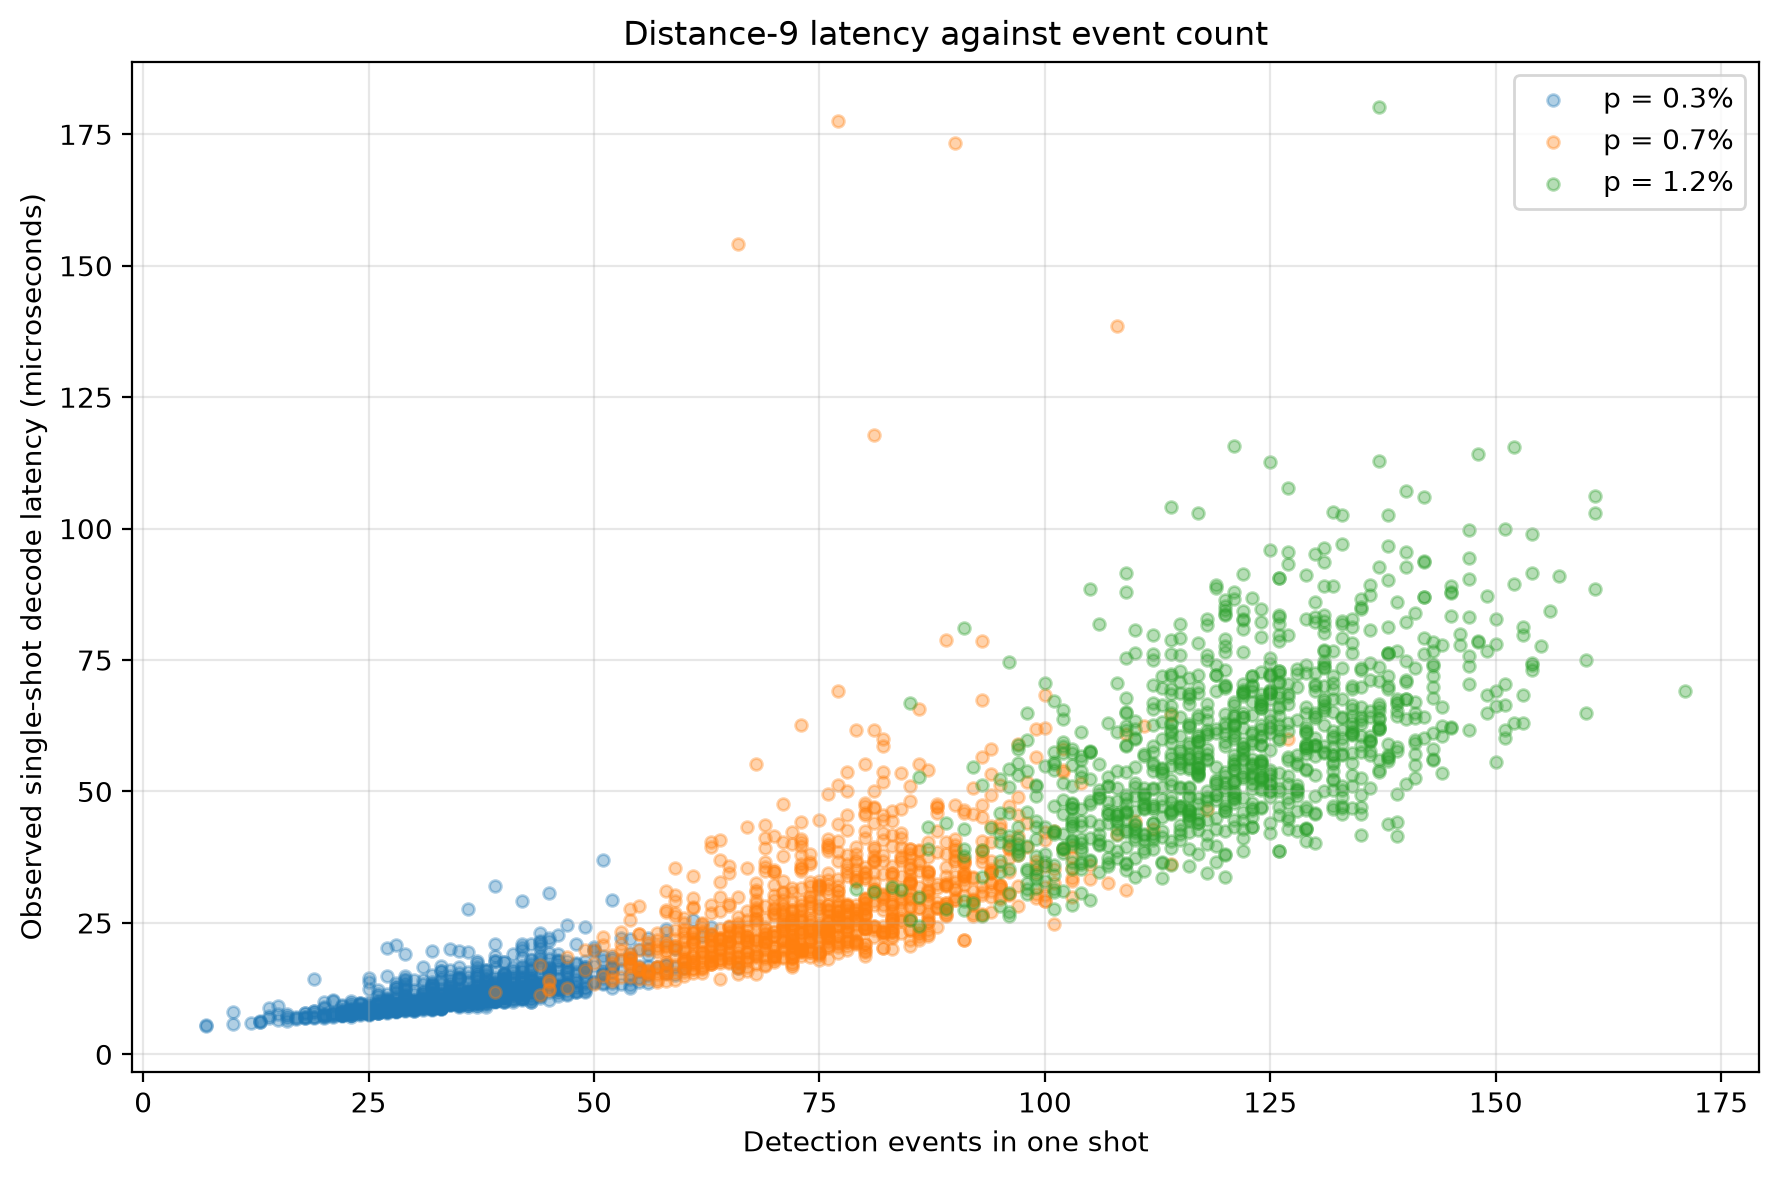 Distance-9 latency against event count
p = 0.3%
p = 0.7%
p = 1.2%
Observed single-shot decode latency (microseconds)
175
150
125
100
75
50
25
0
0 25 50 75 100 125 150 175
Detection events in one shot